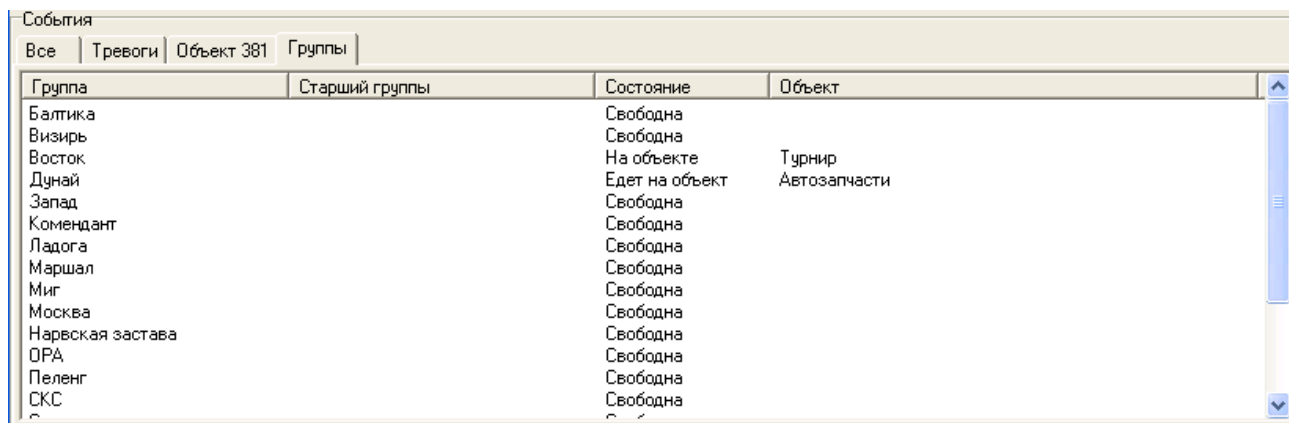 События
Все Тревоги Объект 381 Группы
Группа Старший группы Состояние Объект
Балтика Свободна
Визирь Свободна
Восток На объекте Турнир
Дунай Едет на объект Автозапчасти
Запад Свободна
Комендант Свободна
Ладога Свободна
Маршал Свободна
Миг Свободна
Москва Свободна
Нарвская застава Свободна
ОРА Свободна
Пеленг Свободна
СКС Свободна